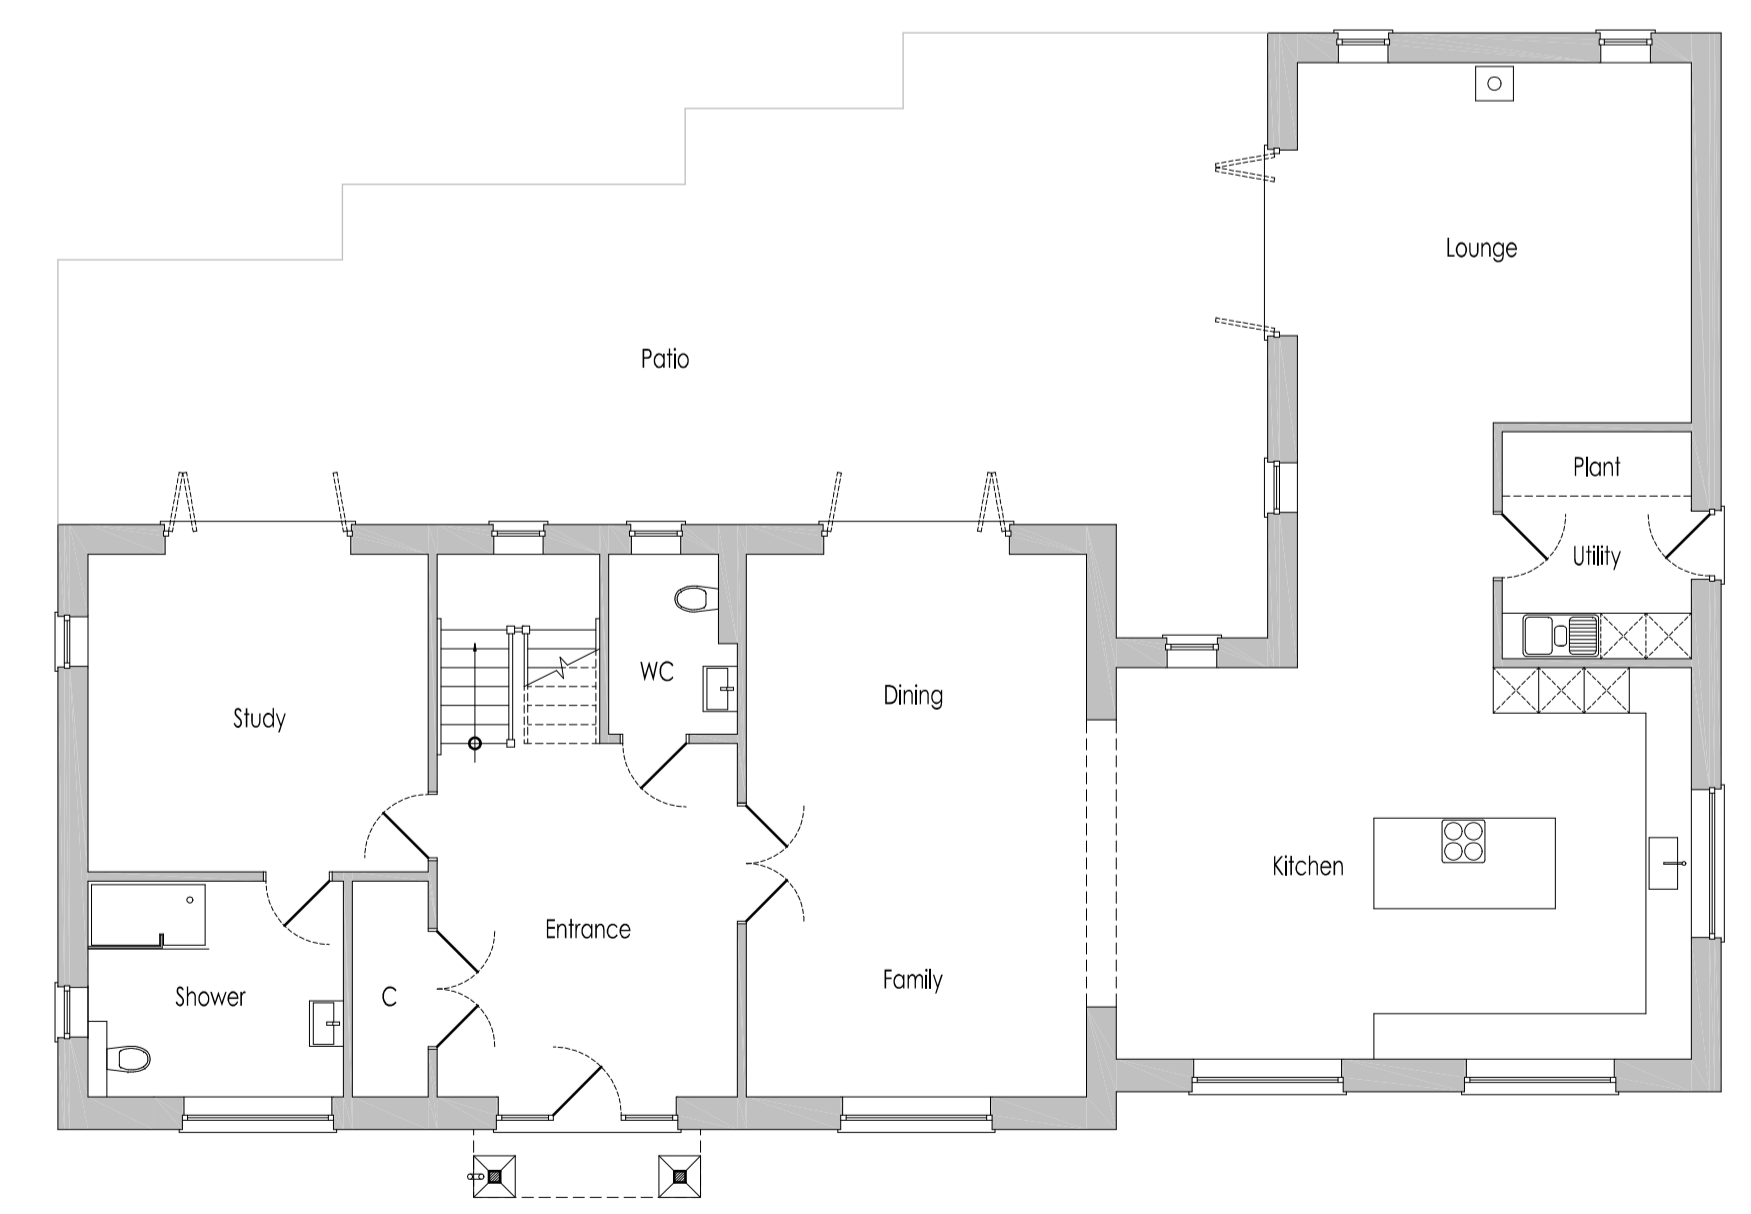 Lounge
Patio
Plant
Utility
WC
Dining
Study
Kitchen
Entrance
Family
Shower
C